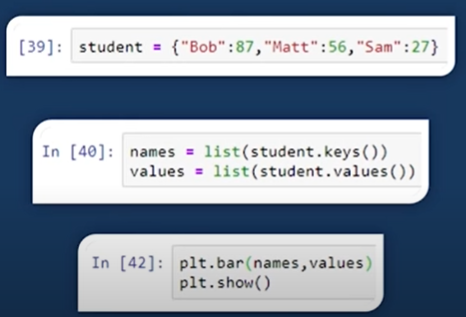 [39]: student = {"Bob":87,"Matt":56,"Sam":27}
In [40]: names = list(student.keys())
values = list(student.values())
In [42]: plt.bar(names,values)
plt.show()